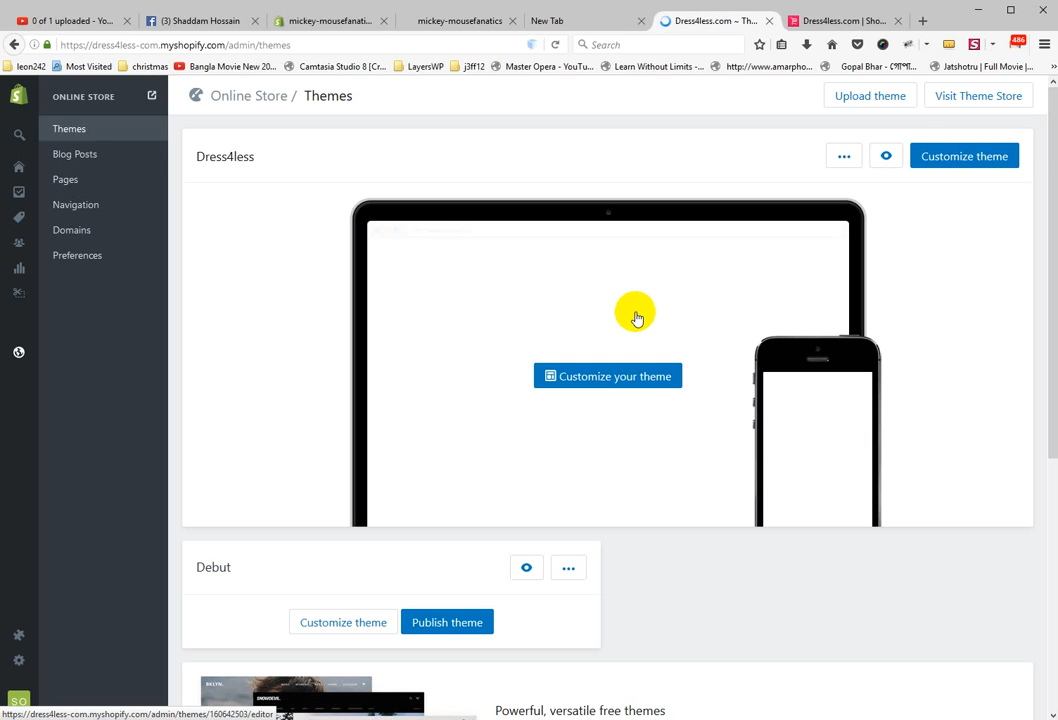 0 of 1 uploaded - You...
(3) Shaddam Hossain
mickey-mousefanati...
mickey-mousefanatics
New Tab
Dress4less.com ~ Th...
Dress4less.com | Sho...
https://dress4less-com.myshopify.com/admin/themes
Search
486
leon242
Most Visited
christmas
Bangla Movie New 20...
Camtasia Studio 8 [Cr...
LayersWP
j3ff12
Master Opera - YouTu...
Learn Without Limits -...
http://www.amarpho...
Jatshotru | Full Movie |...
ONLINE STORE
Online Store / Themes
Upload theme
Visit Theme Store
Themes
Blog Posts
Pages
Navigation
Domains
Preferences
Dress4less
Customize theme
Customize your theme
Debut
Customize theme
Publish theme
BKLYN.
SNOWDEVIL
Powerful, versatile free themes
SO
https://dress4less-com.myshopify.com/admin/themes/160642503/editor